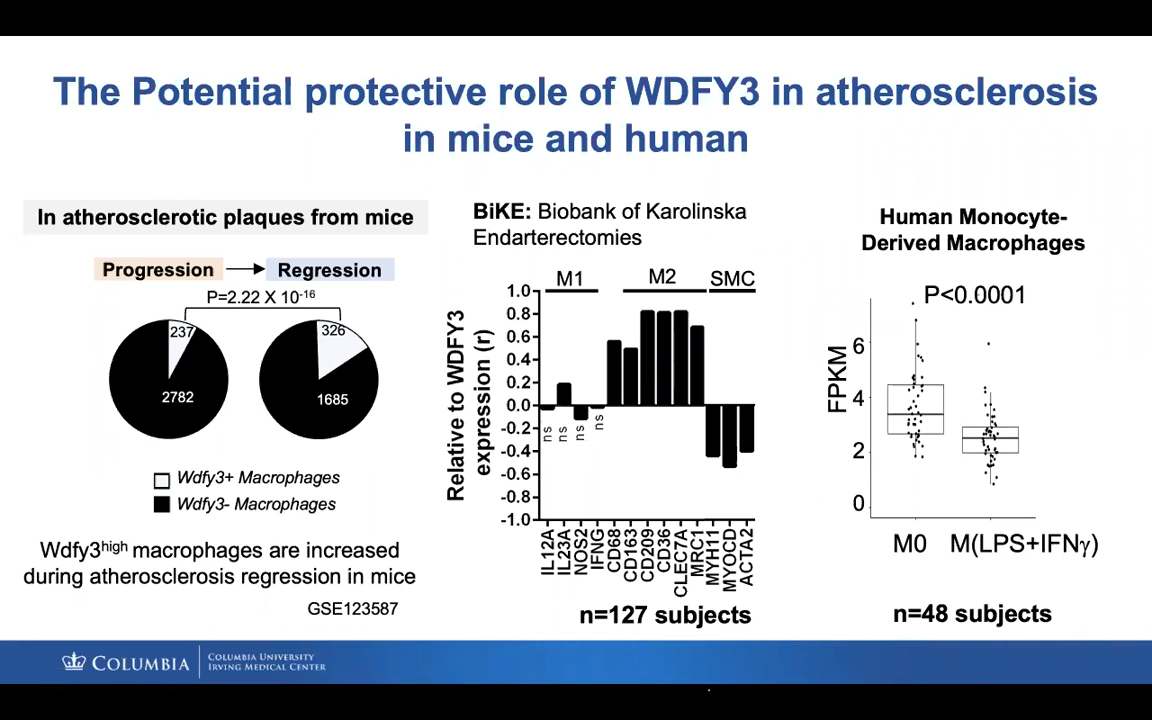 The Potential protective role of WDFY3 in atherosclerosis
in mice and human
In atherosclerotic plaques from mice
Progression
Regression
P=2.22 X 10-16
237
2782
326
1685
Wdfy3+ Macrophages
Wdfy3- Macrophages
Wdfy3high macrophages are increased
during atherosclerosis regression in mice
GSE123587
BiKE: Biobank of Karolinska
Endarterectomies
M1
M2
SMC
Relative to WDFY3
expression (r)
1.0
0.8
0.6
0.4
0.2
0.0
-0.2
-0.4
-0.6
-0.8
-1.0
ns
ns
ns
ns
IL12A
IL23A
NOS2
IFNG
CD68
CD163
CD209
CD36
CLEC7A
MRC1
MYH11
MYOCD
ACTA2
n=127 subjects
Human Monocyte-
Derived Macrophages
P<0.0001
FPKM
6
4
2
0
M0
M(LPS+IFNγ)
n=48 subjects
COLUMBIA
COLUMBIA UNIVERSITY
IRVING MEDICAL CENTER